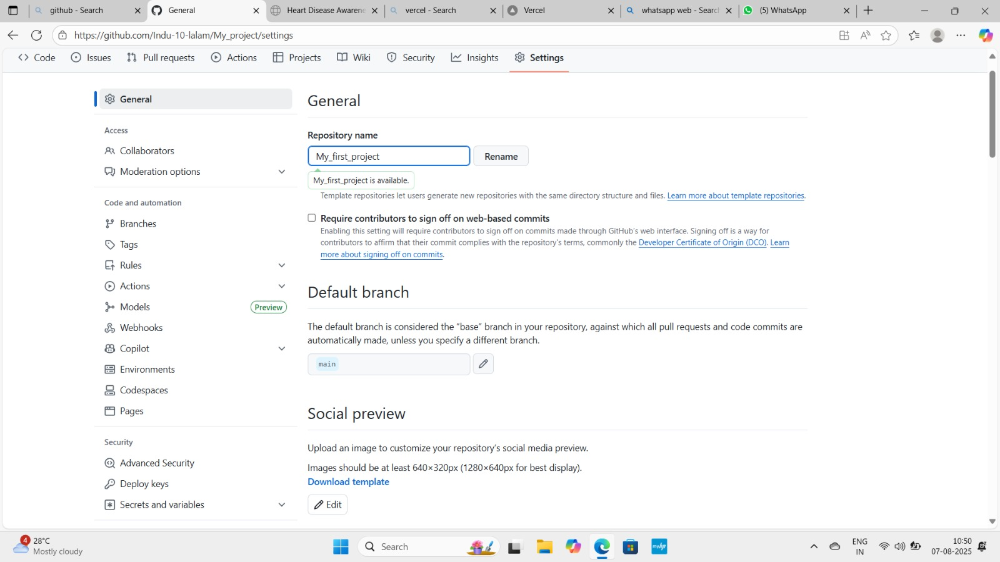 github - Search
General
Heart Disease Awarene
vercel - Search
Vercel
whatsapp web - Searc
(5) WhatsApp
https://github.com/Indu-10-lalam/My_project/settings
Code
Issues
Pull requests
Actions
Projects
Wiki
Security
Insights
Settings
General
Access
Collaborators
Moderation options
Code and automation
Branches
Tags
Rules
Actions
Models
Preview
Webhooks
Copilot
Environments
Codespaces
Pages
Security
Advanced Security
Deploy keys
Secrets and variables
General
Repository name
My_first_project
Rename
My_first_project is available.
Template repositories let users generate new repositories with the same directory structure and files. Learn more about template repositories.
Require contributors to sign off on web-based commits
Enabling this setting will require contributors to sign off on commits made through GitHub's web interface. Signing off is a way for
contributors to affirm that their commit complies with the repository's terms, commonly the Developer Certificate of Origin (DCO). Learn
more about signing off on commits.
Default branch
The default branch is considered the “base” branch in your repository, against which all pull requests and code commits are
automatically made, unless you specify a different branch.
main
Social preview
Upload an image to customize your repository's social media preview.
Images should be at least 640×320px (1280×640px for best display).
Download template
Edit
4
28°C
Mostly cloudy
Search
myhp
ENG
IN
10:50
07-08-2025